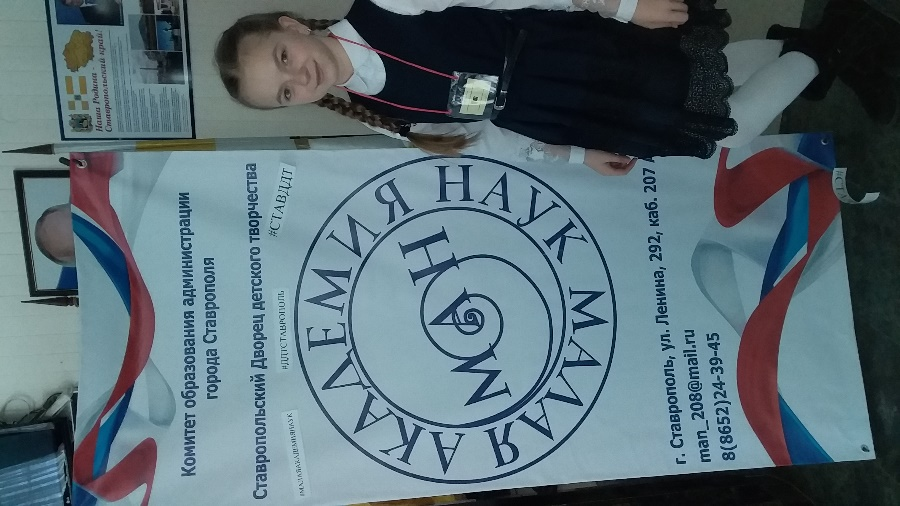 Наша Родина
Ставропольский край
Комитет образования администрации
города Ставрополя
Ставропольский Дворец детского творчества
#МАЛАЯАКАДЕМИЯНАУК
#ДДТСТАВРОПОЛЬ
#СТАВДДТ
МАЛАЯ АКАДЕМИЯ НАУК
МАН
г. Ставрополь, ул. Ленина, 292, каб. 207
man_208@mail.ru
8(8652)24-39-45